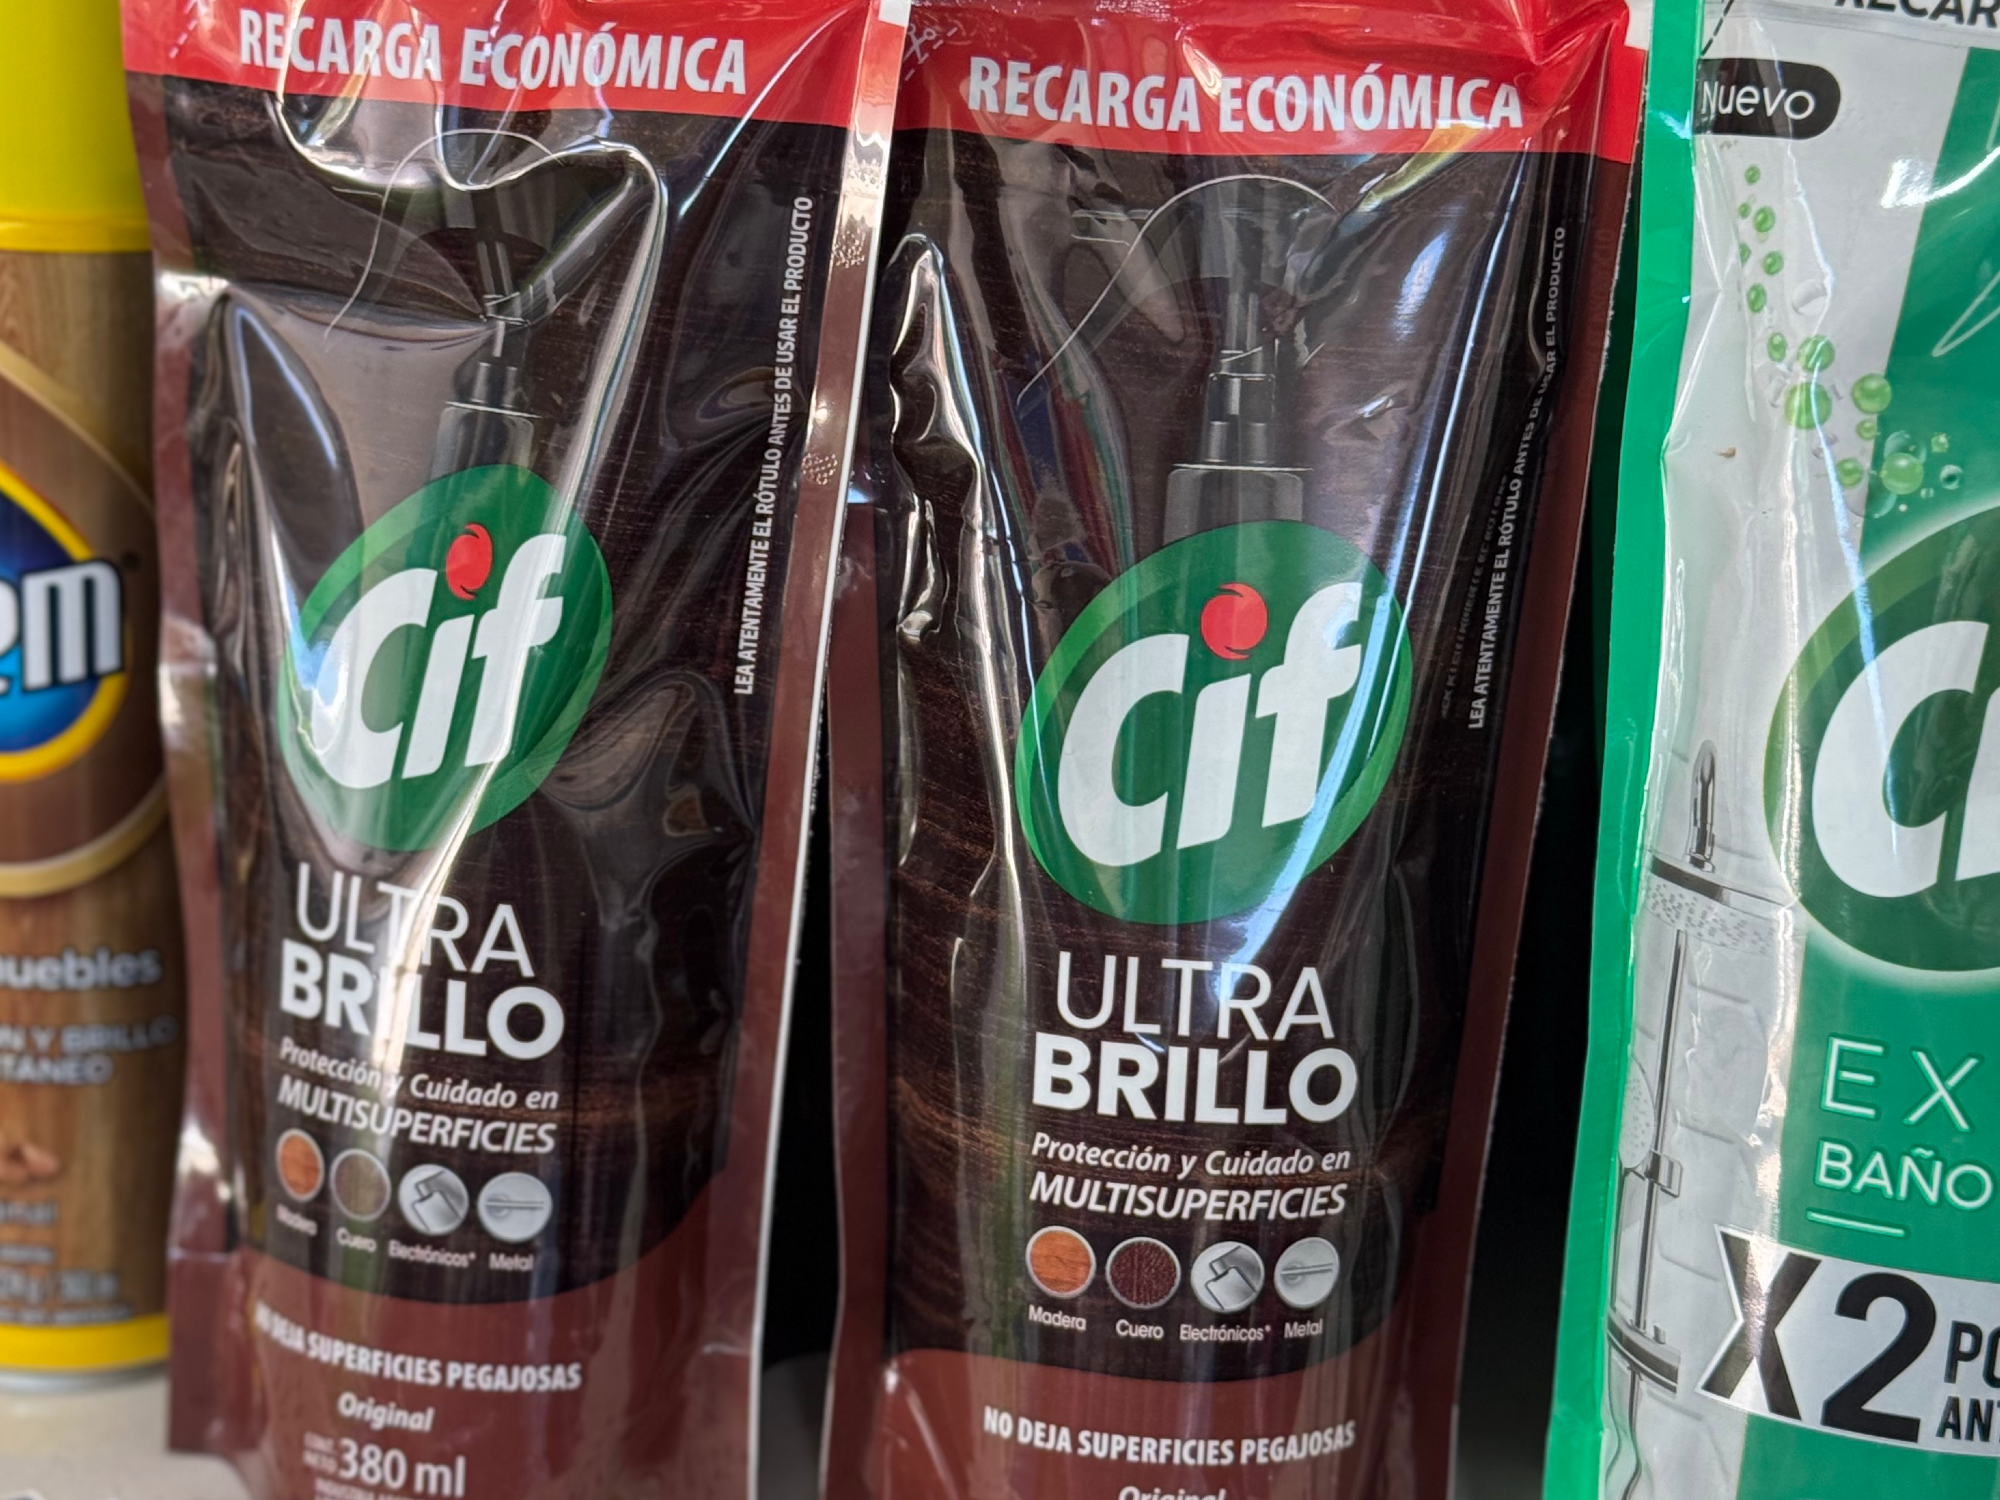 RECARGA ECONÓMICA
LEA ATENTAMENTE EL RÓTULO ANTES DE USAR EL PRODUCTO
Cif
ULTRA
BRILLO
Protección y Cuidado en
MULTISUPERFICIES
Madera Cuero Electrónicos* Metal
NO DEJA SUPERFICIES PEGAJOSAS
Original
CONT. NETO 380 ml
RECARGA ECONÓMICA
LEA ATENTAMENTE EL RÓTULO ANTES DE USAR EL PRODUCTO
Cif
ULTRA
BRILLO
Protección y Cuidado en
MULTISUPERFICIES
Madera Cuero Electrónicos* Metal
NO DEJA SUPERFICIES PEGAJOSAS
Original
Nuevo
BAÑO
X2